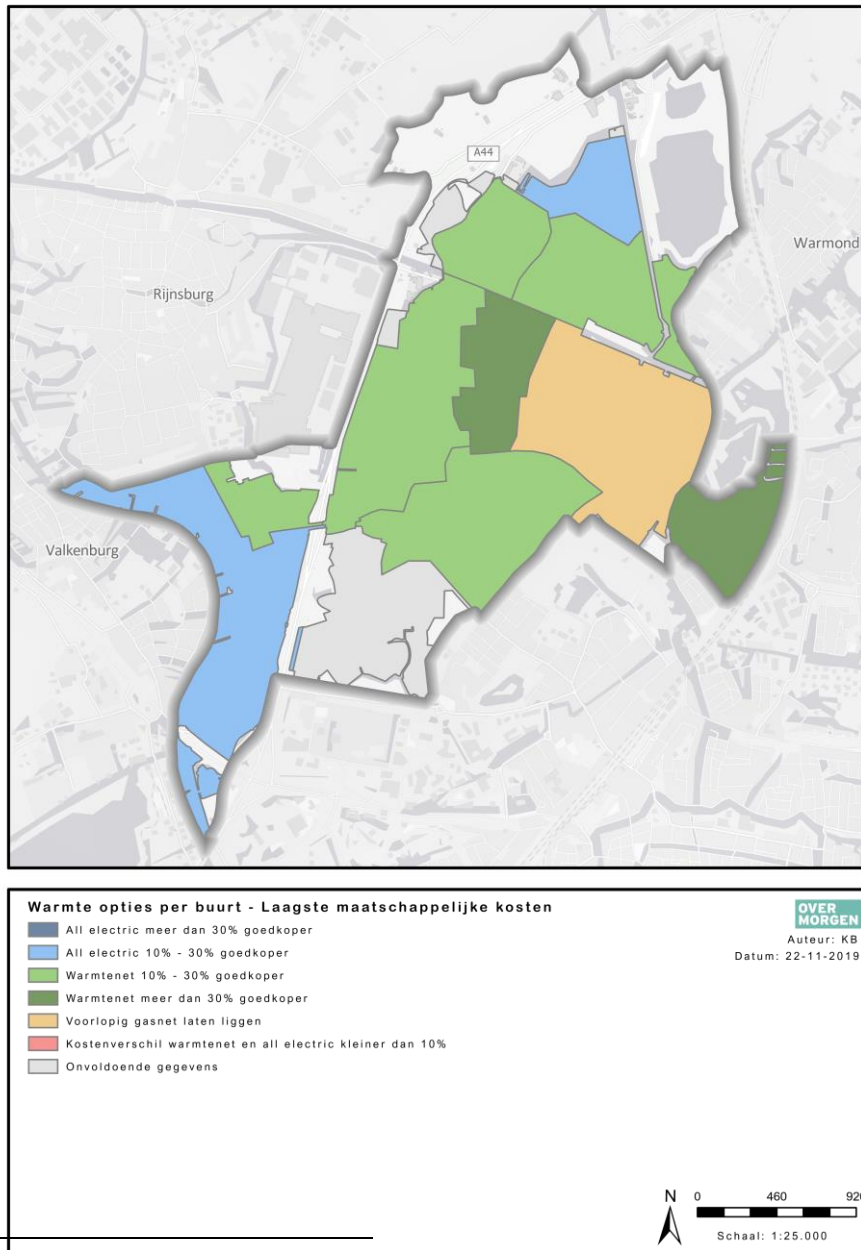 A44
Warmond
Rijnsburg
Valkenburg
Warmte opties per buurt - Laagste maatschappelijke kosten
OVER
MORGEN
All electric meer dan 30% goedkoper
Auteur: KB
All electric 10% - 30% goedkoper
Datum: 22-11-2019
Warmtenet 10% - 30% goedkoper
Warmtenet meer dan 30% goedkoper
Voorlopig gasnet laten liggen
Kostenverschil warmtenet en all electric kleiner dan 10%
Onvoldoende gegevens
N 0 460 920
Schaal: 1:25.000